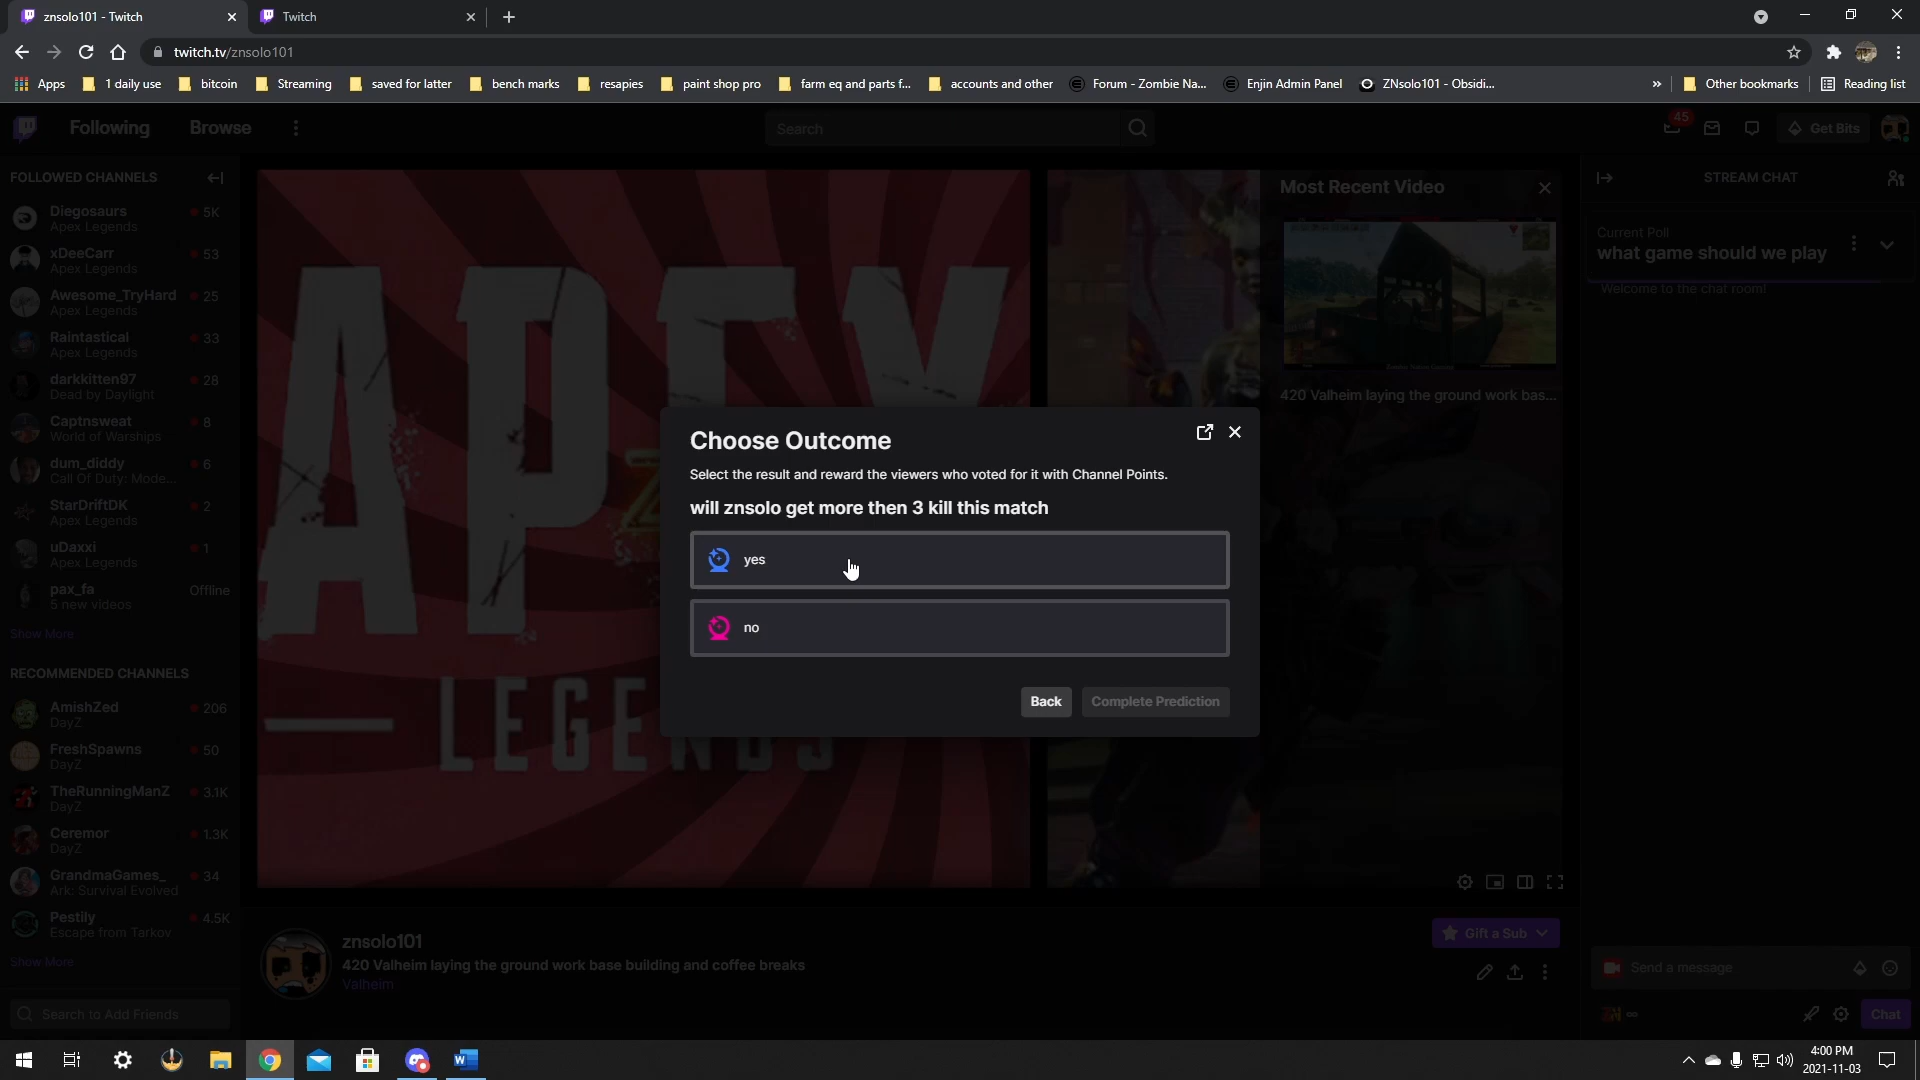 znsolo101 - Twitch
Twitch
twitch.tv/znsolo101
Apps
1 daily use
bitcoin
Streaming
saved for latter
bench marks
resapies
paint shop pro
farm eq and parts f...
accounts and other
Forum - Zombie Na...
Enjin Admin Panel
ZNsolo101 - Obsidi...
»
Other bookmarks
Reading list
Following
Browse
Search
45
Get Bits
FOLLOWED CHANNELS
Diegosaurs
5K
Apex Legends
xDeeCarr
53
Apex Legends
Awesome_TryHard
25
Apex Legends
Raintastical
33
Apex Legends
darkkitten97
28
Dead by Daylight
Captnsweat
8
World of Warships
dum_diddy
6
Call Of Duty: Mode...
StarDriftDK
2
Apex Legends
uDaxxi
1
Apex Legends
pax_fa
Offline
5 new videos
Show More
RECOMMENDED CHANNELS
AmishZed
206
DayZ
FreshSpawns
50
DayZ
TheRunningManZ
3.1K
DayZ
Ceremor
1.3K
DayZ
GrandmaGames_
34
Ark: Survival Evolved
Pestily
4.5K
Escape from Tarkov
Show More
Search to Add Friends
Most Recent Video
420 Valheim laying the ground work bas...
Choose Outcome
Select the result and reward the viewers who voted for it with Channel Points.
will znsolo get more then 3 kill this match
yes
no
Back
Complete Prediction
znsolo101
420 Valheim laying the ground work base building and coffee breaks
Valheim
Gift a Sub
STREAM CHAT
Current Poll
what game should we play
Welcome to the chat room!
Send a message
Chat
4:00 PM
2021-11-03